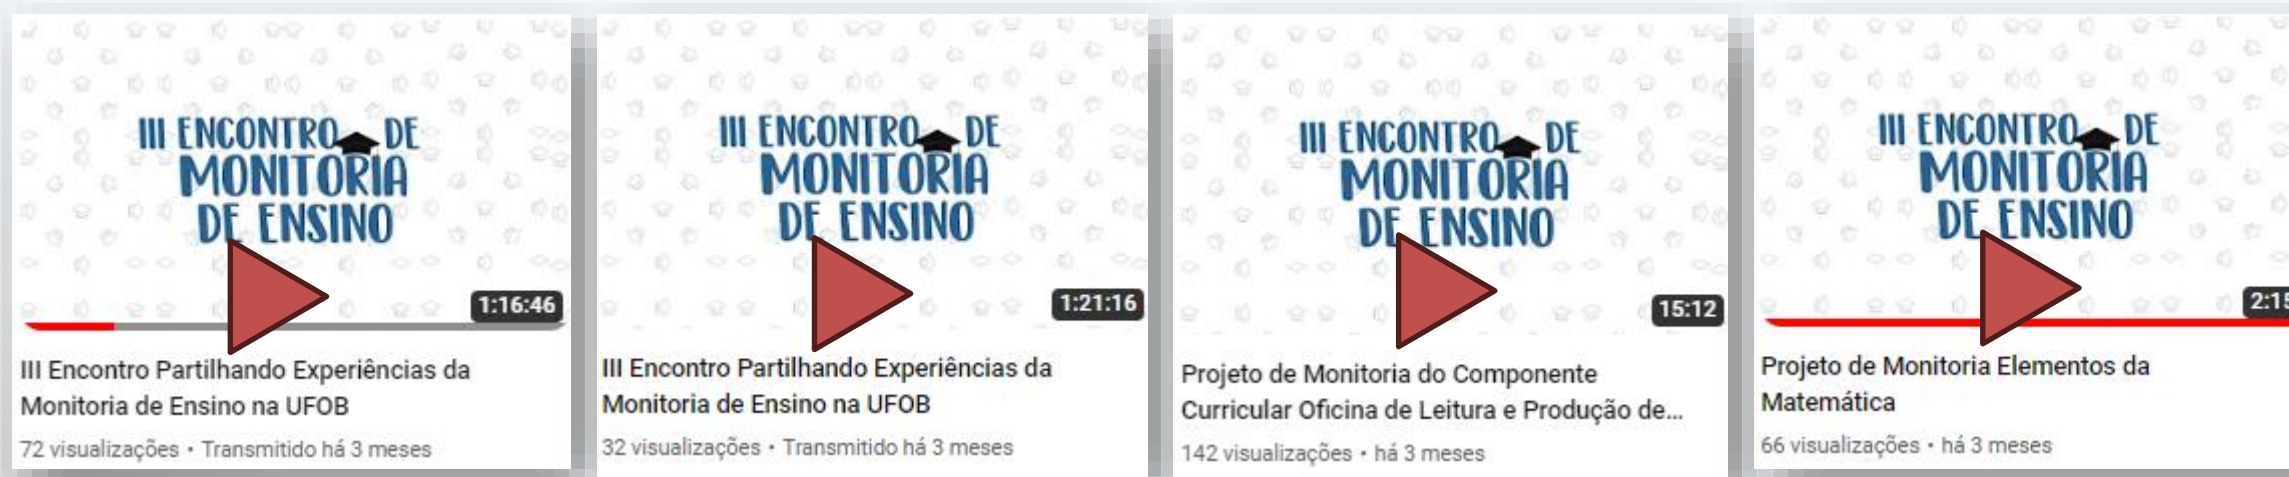 III ENCONTRO DE
MONITORIA
DE ENSINO
1:16:46
III Encontro Partilhando Experiências da
Monitoria de Ensino na UFOB
72 visualizações • Transmitido há 3 meses
III ENCONTRO DE
MONITORIA
DE ENSINO
1:21:16
III Encontro Partilhando Experiências da
Monitoria de Ensino na UFOB
32 visualizações • Transmitido há 3 meses
III ENCONTRO DE
MONITORIA
DE ENSINO
15:12
Projeto de Monitoria do Componente
Curricular Oficina de Leitura e Produção de...
142 visualizações • há 3 meses
III ENCONTRO DE
MONITORIA
DE ENSINO
2:15
Projeto de Monitoria Elementos da
Matemática
66 visualizações • há 3 meses